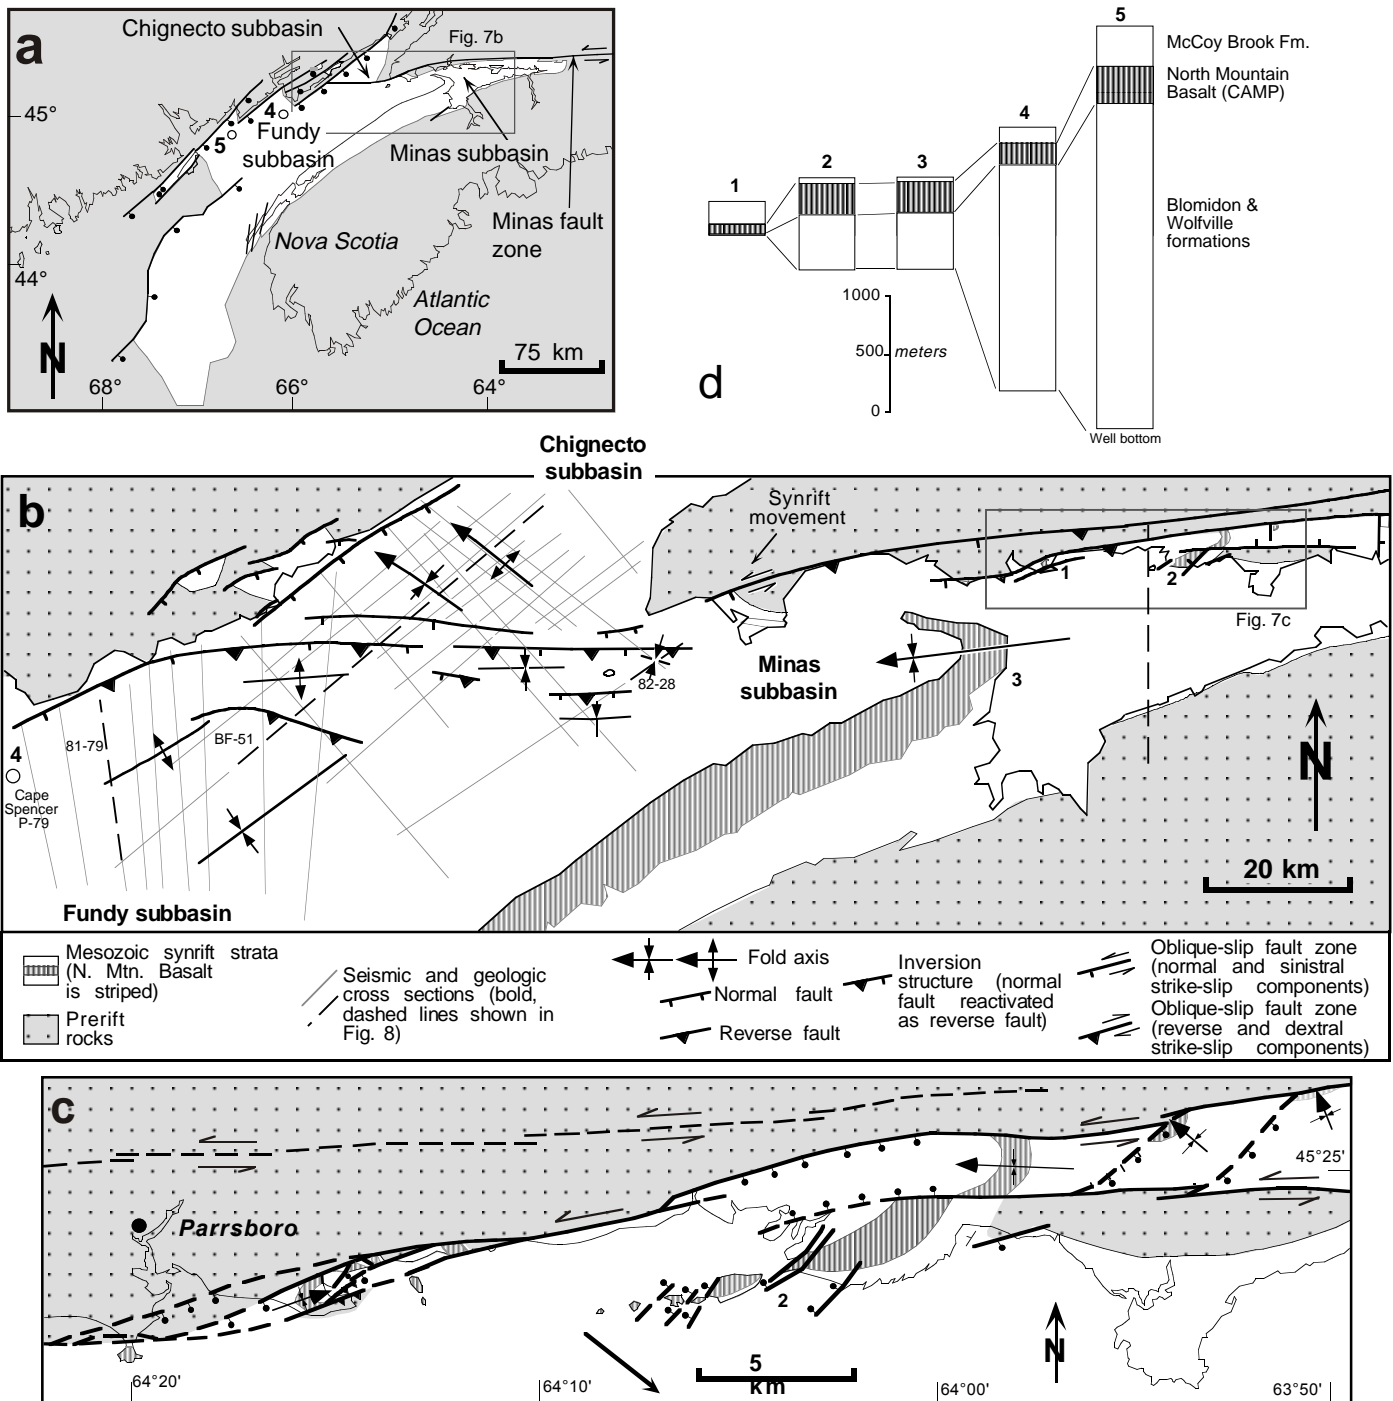 a
Chignecto subbasin
Fig. 7b
45°
4
5
Fundy
subbasin
Minas subbasin
Minas fault
zone
Nova Scotia
44°
Atlantic
Ocean
N
75 km
68°
66°
64°
5
McCoy Brook Fm.
North Mountain
Basalt (CAMP)
4
3
2
1
Blomidon &
Wolfville
formations
1000
500
meters
0
d
Well bottom
Chignecto
subbasin
b
Synrift
movement
1
2
Fig. 7c
Minas
subbasin
3
82-28
81-79
BF-51
4
Cape
Spencer
P-79
N
20 km
Fundy subbasin
Mesozoic synrift strata
(N. Mtn. Basalt
is striped)
Prerift
rocks
Seismic and geologic
cross sections (bold,
dashed lines shown in
Fig. 8)
Fold axis
Normal fault
Reverse fault
Inversion
structure (normal
fault reactivated
as reverse fault)
Oblique-slip fault zone
(normal and sinistral
strike-slip components)
Oblique-slip fault zone
(reverse and dextral
strike-slip components)
c
45°25'
Parrsboro
2
N
5
km
64°20'
64°10'
64°00'
63°50'